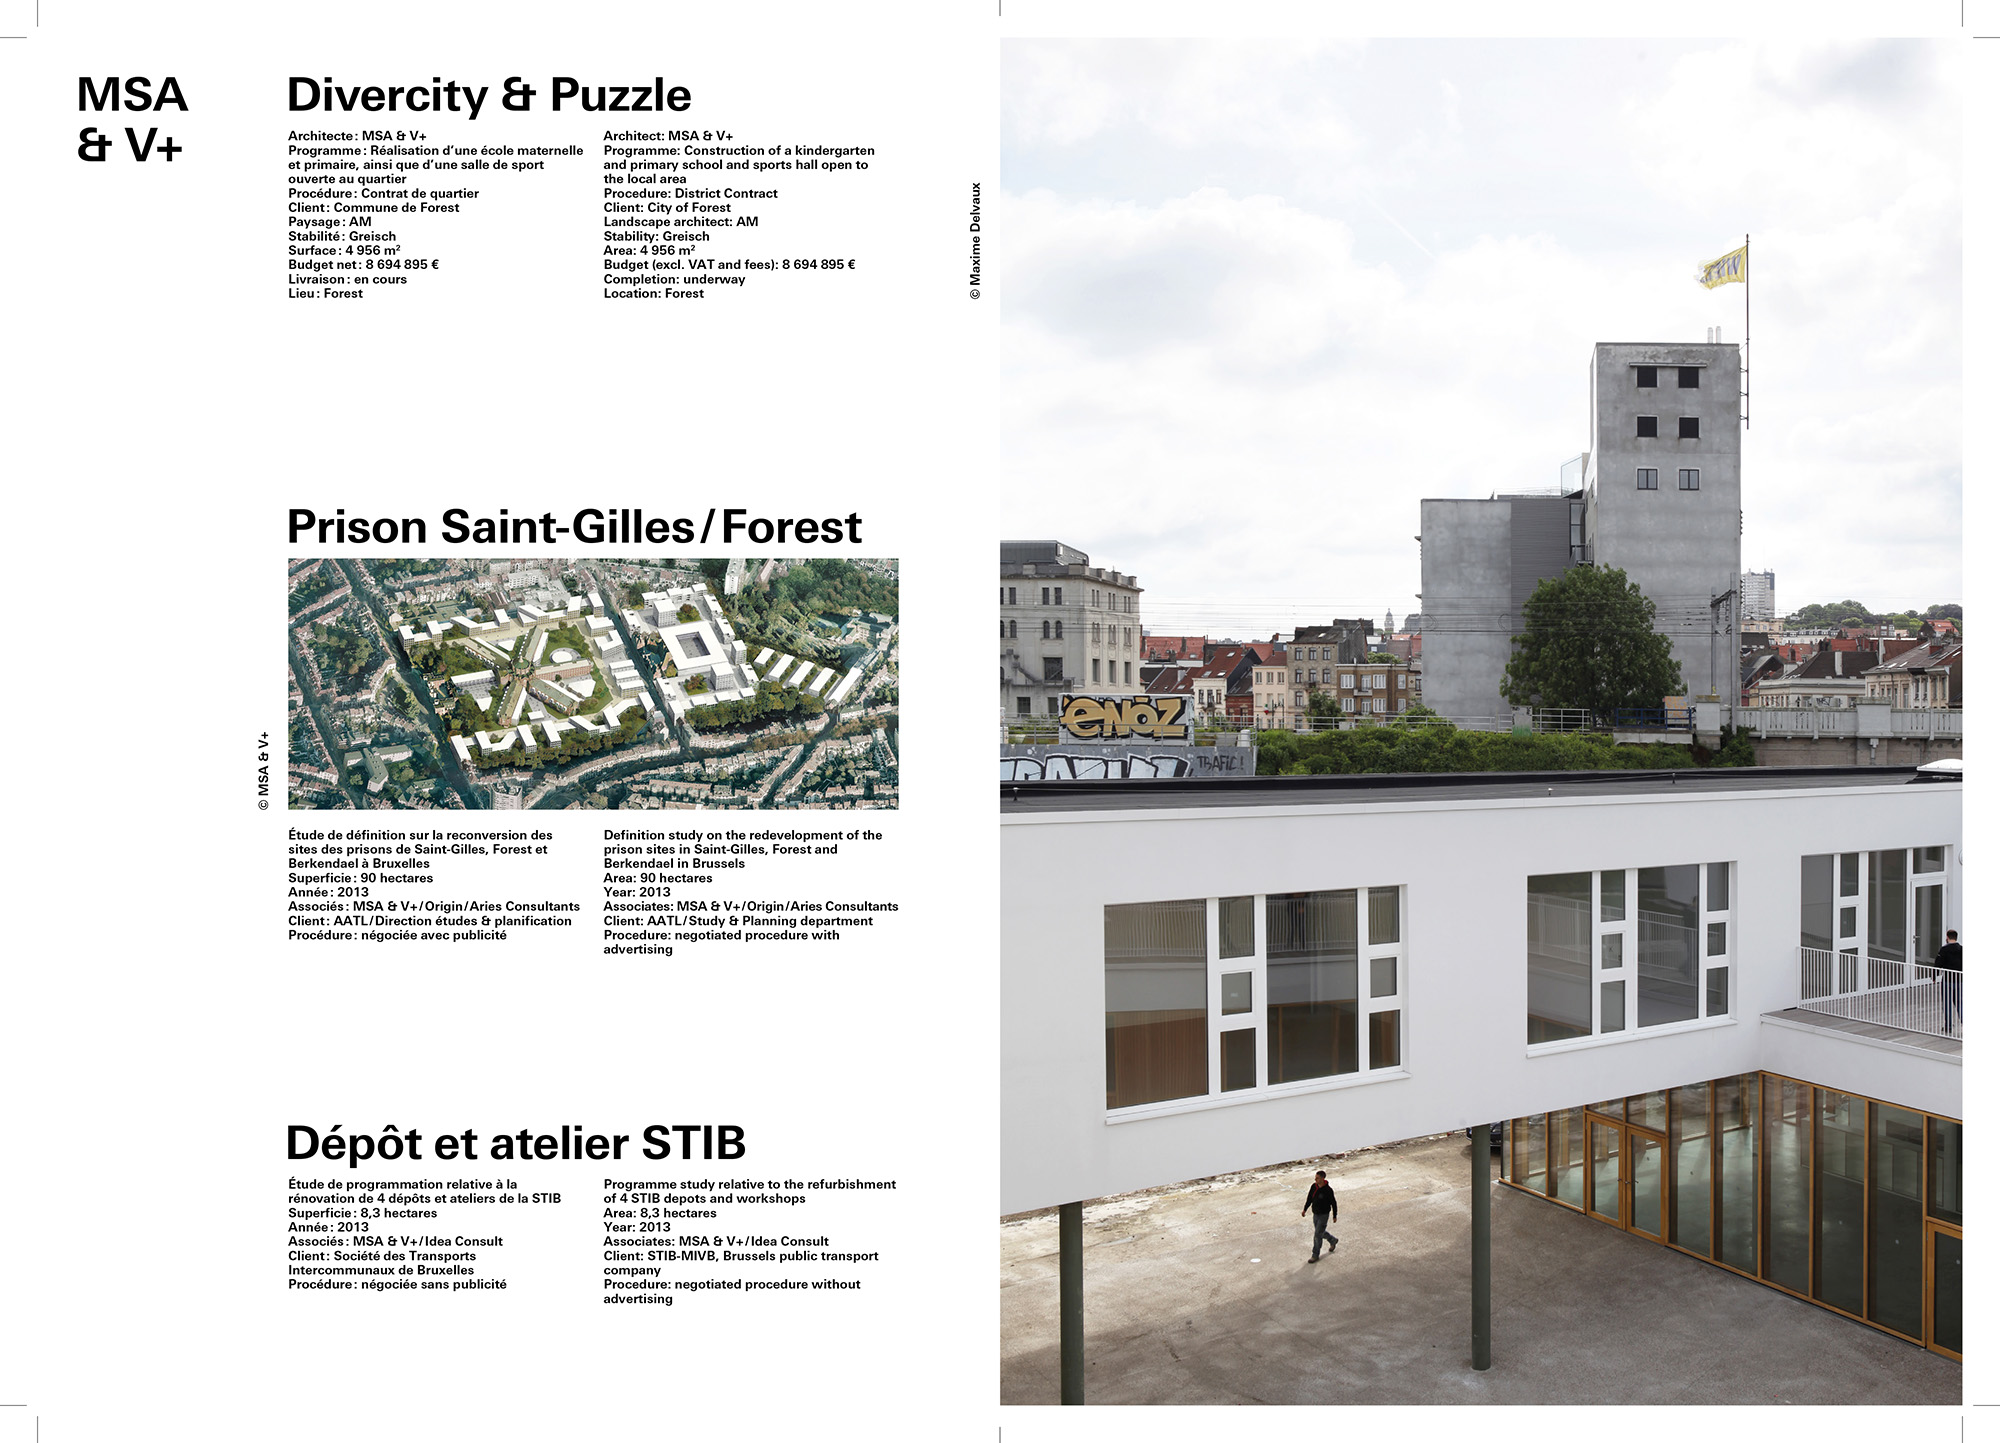 MSA
& V+
Divercity & Puzzle
Architecte : MSA & V+
Programme : Réalisation d’une école maternelle
et primaire, ainsi que d’une salle de sport
ouverte au quartier
Procédure : Contrat de quartier
Client : Commune de Forest
Paysage : AM
Stabilité : Greisch
Surface : 4 956 m²
Budget net : 8 694 895 €
Livraison : en cours
Lieu : Forest
Architect: MSA & V+
Programme: Construction of a kindergarten
and primary school and sports hall open to
the local area
Procedure: District Contract
Client: City of Forest
Landscape architect: AM
Stability: Greisch
Area: 4 956 m²
Budget (excl. VAT and fees): 8 694 895 €
Completion: underway
Location: Forest
© Maxime Delvaux
Prison Saint-Gilles / Forest
© MSA & V+
Étude de définition sur la reconversion des
sites des prisons de Saint-Gilles, Forest et
Berkendael à Bruxelles
Superficie : 90 hectares
Année : 2013
Associés : MSA & V+ / Origin / Aries Consultants
Client : AATL / Direction études & planification
Procédure : négociée avec publicité
Definition study on the redevelopment of the
prison sites in Saint-Gilles, Forest and
Berkendael in Brussels
Area: 90 hectares
Year: 2013
Associates: MSA & V+ / Origin / Aries Consultants
Client: AATL / Study & Planning department
Procedure: negotiated procedure with
advertising
Dépôt et atelier STIB
Étude de programmation relative à la
rénovation de 4 dépôts et ateliers de la STIB
Superficie : 8,3 hectares
Année : 2013
Associés : MSA & V+ / Idea Consult
Client : Société des Transports
Intercommunaux de Bruxelles
Procédure : négociée sans publicité
Programme study relative to the refurbishment
of 4 STIB depots and workshops
Area: 8,3 hectares
Year: 2013
Associates: MSA & V+ / Idea Consult
Client: STIB-MIVB, Brussels public transport
company
Procedure: negotiated procedure without
advertising
eNOZ
TRAFIC !